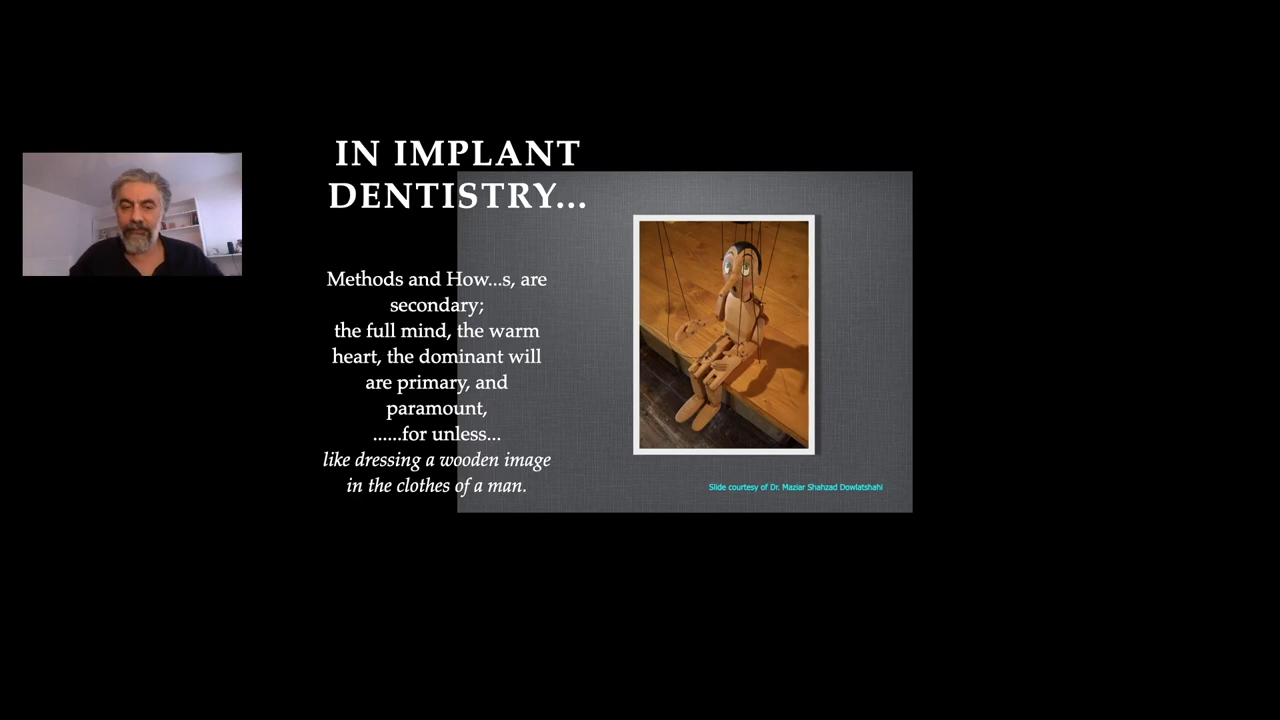 IN IMPLANT
DENTISTRY...
Methods and How...s, are
secondary;
the full mind, the warm
heart, the dominant will
are primary, and
paramount,
......for unless...
like dressing a wooden image
in the clothes of a man.
Slide courtesy of Dr. Maziar Shahzad Dowlatshahi